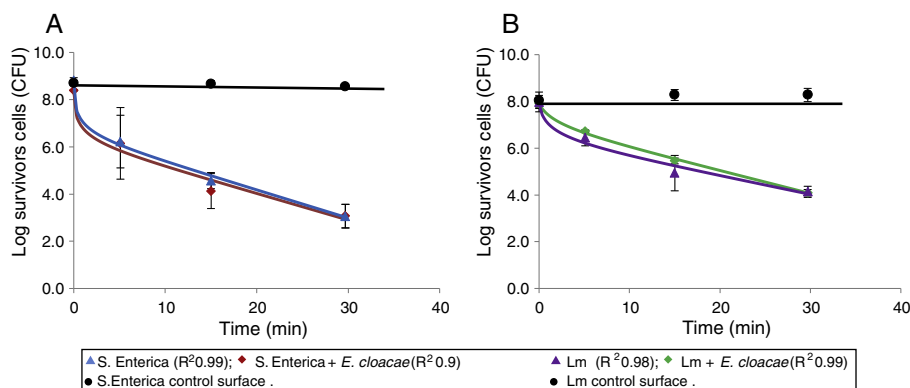 A
B
Log survivors cells (CFU)
10.0
8.0
6.0
4.0
2.0
0.0
0
10
20
30
40
Time (min)
Log survivors cells (CFU)
10.0
8.0
6.0
4.0
2.0
0.0
0
10
20
30
40
Time (min)
S. Enterica (R²0.99); S. Enterica + E. cloacae(R²0.9)
S.Enterica control surface .
Lm (R²0.98); Lm + E. cloacae(R²0.99)
Lm control surface .